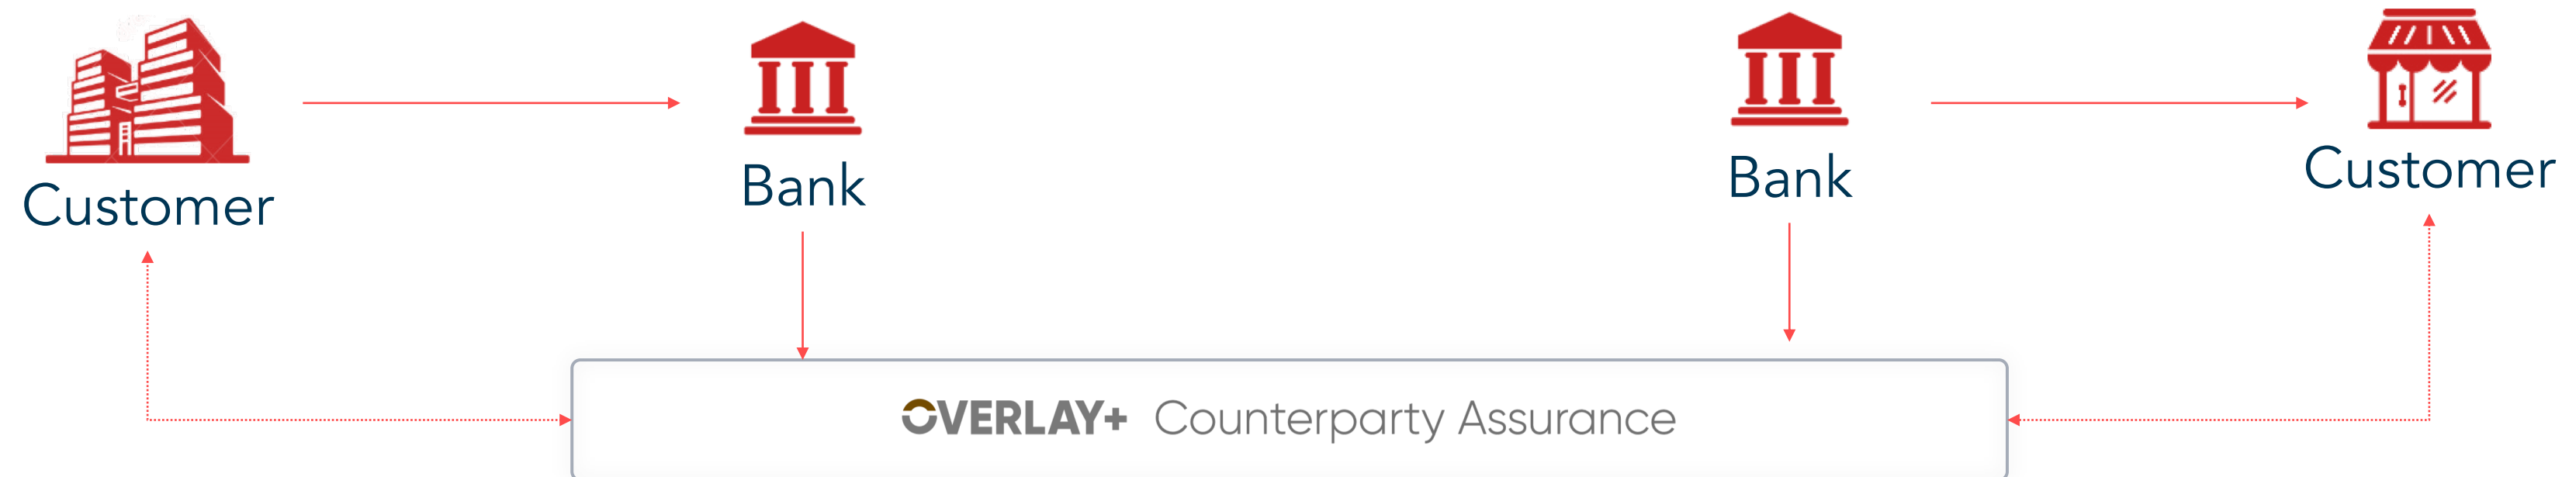 Customer
Bank
Bank
Customer
OVERLAY+ Counterparty Assurance